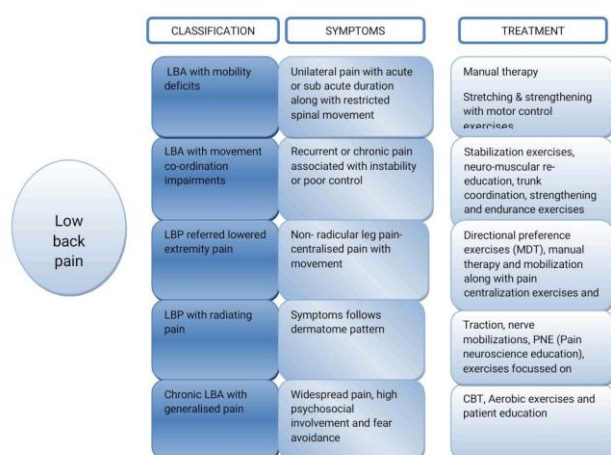 CLASSIFICATION
SYMPTOMS
TREATMENT
Low
back
pain
LBA with mobility
deficits
Unilateral pain with acute
or sub acute duration
along with restricted
spinal movement
Manual therapy
Stretching & strengthening
with motor control
exercises
LBA with movement
co-ordination
impairments
Recurrent or chronic pain
associated with instability
or poor control
Stabilization exercises,
neuro-muscular re-
education, trunk
coordination, strengthening
and endurance exercises
LBP referred lowered
extremity pain
Non- radicular leg pain-
centralised pain with
movement
Directional preference
exercises (MDT), manual
therapy and mobilization
along with pain
centralization exercises and
LBP with radiating
pain
Symptoms follows
dermatome pattern
Traction, nerve
mobilizations, PNE (Pain
neuroscience education),
exercises focussed on
Chronic LBA with
generalised pain
Widespread pain, high
psychosocial
involvement and fear
avoidance
CBT, Aerobic exercises and
patient education